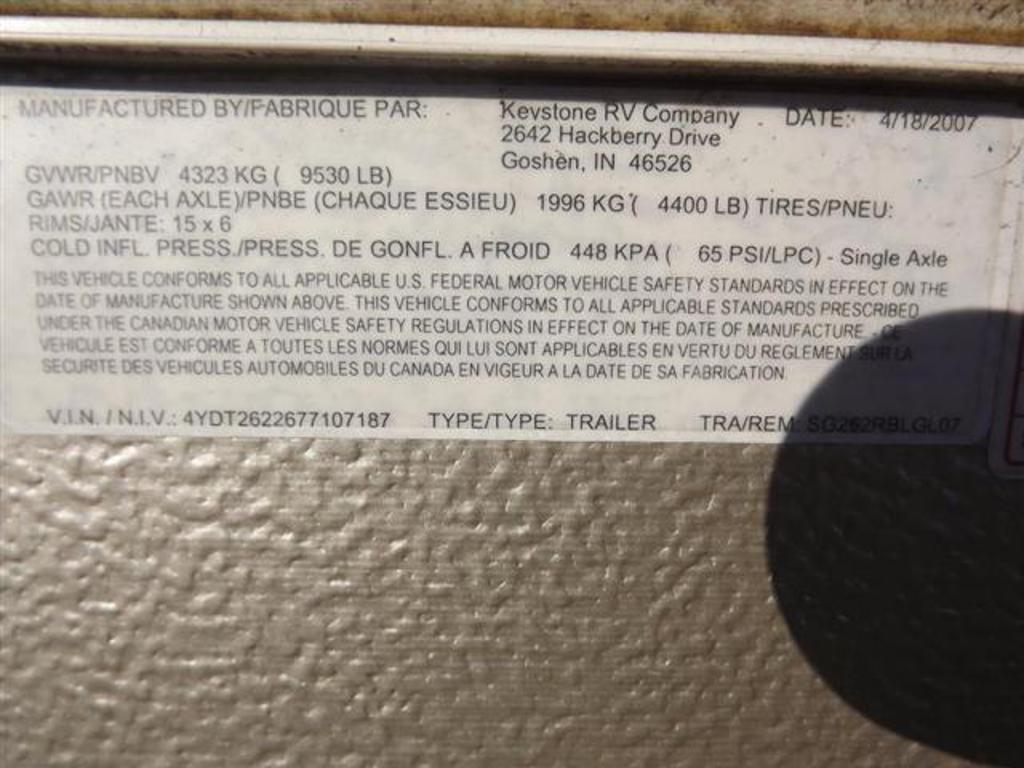 MANUFACTURED BY/FABRIQUE PAR: Keystone RV Company DATE: 4/18/2007
2642 Hackberry Drive
Goshen, IN 46526
GVWR/PNBV 4323 KG ( 9530 LB)
GAWR (EACH AXLE)/PNBE (CHAQUE ESSIEU) 1996 KG ( 4400 LB) TIRES/PNEU:
RIMS/JANTE: 15 x 6
COLD INFL. PRESS./PRESS. DE GONFL. A FROID 448 KPA ( 65 PSI/LPC) - Single Axle
THIS VEHICLE CONFORMS TO ALL APPLICABLE U.S. FEDERAL MOTOR VEHICLE SAFETY STANDARDS IN EFFECT ON THE
DATE OF MANUFACTURE SHOWN ABOVE. THIS VEHICLE CONFORMS TO ALL APPLICABLE STANDARDS PRESCRIBED
UNDER THE CANADIAN MOTOR VEHICLE SAFETY REGULATIONS IN EFFECT ON THE DATE OF MANUFACTURE - CE
VEHICULE EST CONFORME A TOUTES LES NORMES QUI LUI SONT APPLICABLES EN VERTU DU REGLEMENT SUR LA
SECURITE DES VEHICULES AUTOMOBILES DU CANADA EN VIGEUR A LA DATE DE SA FABRICATION.
V.I.N. / N.I.V.: 4YDT2622677107187 TYPE/TYPE: TRAILER TRA/REM: SG262RBLGL07